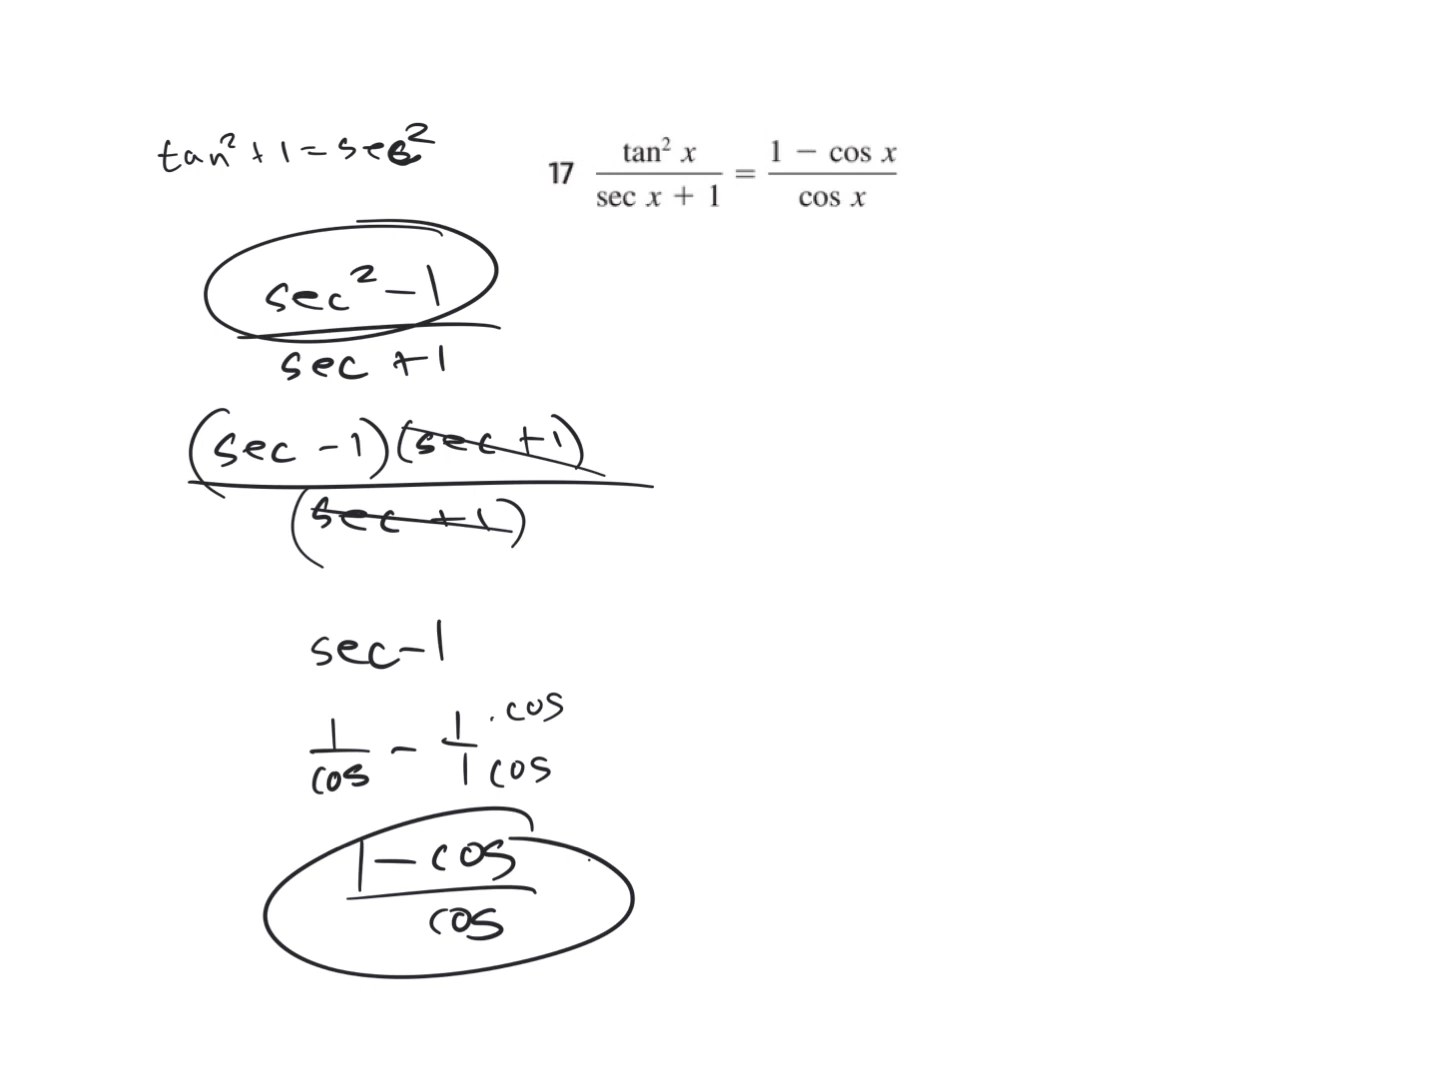 tan² + 1 = sec²
17 tan² x / sec x + 1 = 1 − cos x / cos x
sec² − 1
sec + 1
(sec − 1)(sec + 1)
(sec + 1)
sec − 1
1/cos − 1/1 · cos/cos
1 − cos
cos